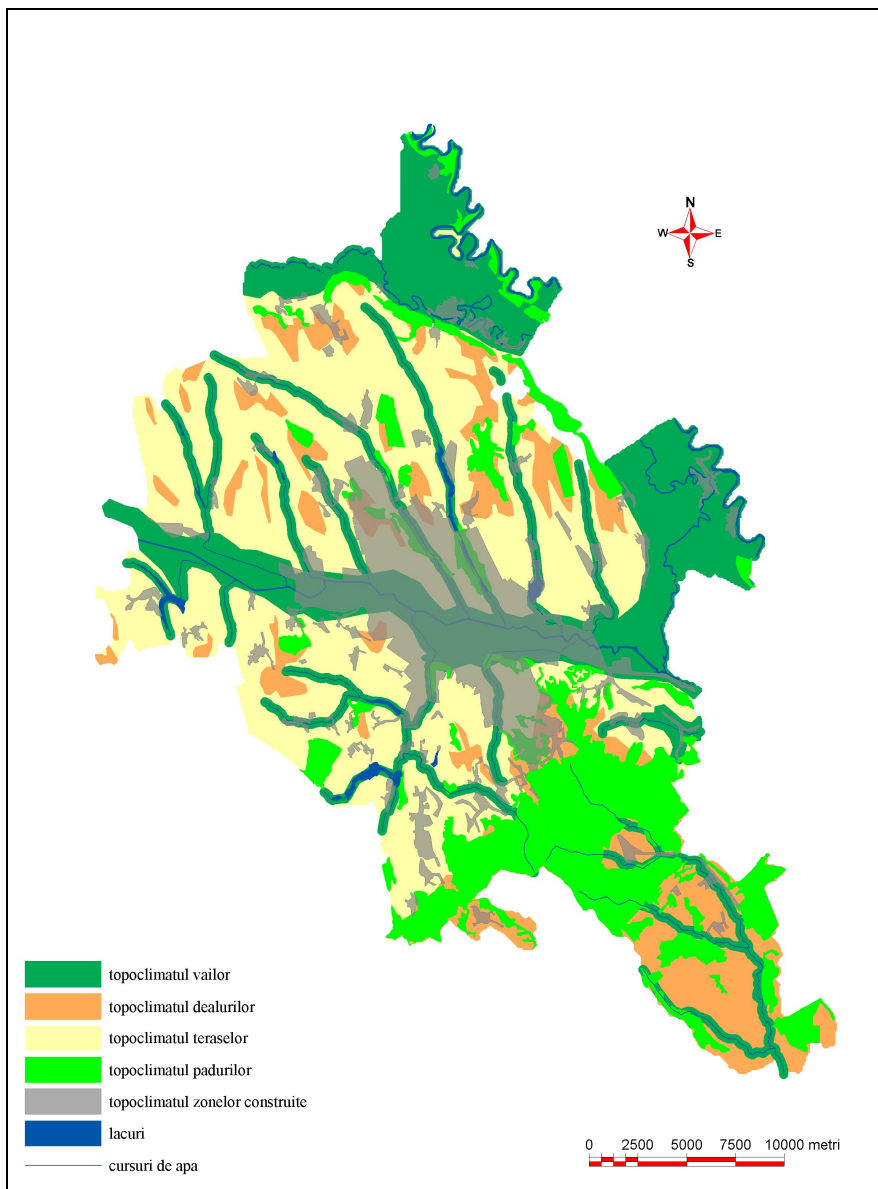 N
W E
S
topoclimatul vailor
topoclimatul dealurilor
topoclimatul teraselor
topoclimatul padurilor
topoclimatul zonelor construite
lacuri
cursuri de apa
0 2500 5000 7500 10000 metri